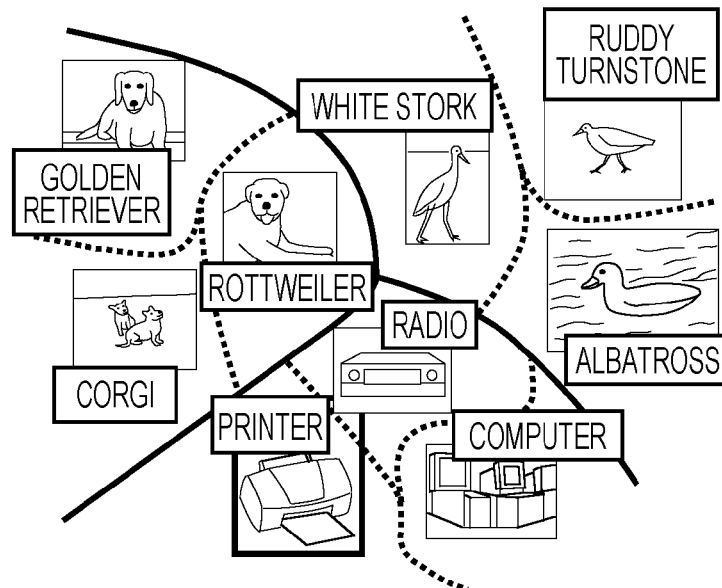 RUDDY
TURNSTONE
WHITE STORK
GOLDEN
RETRIEVER
ROTTWEILER
RADIO
ALBATROSS
CORGI
PRINTER
COMPUTER